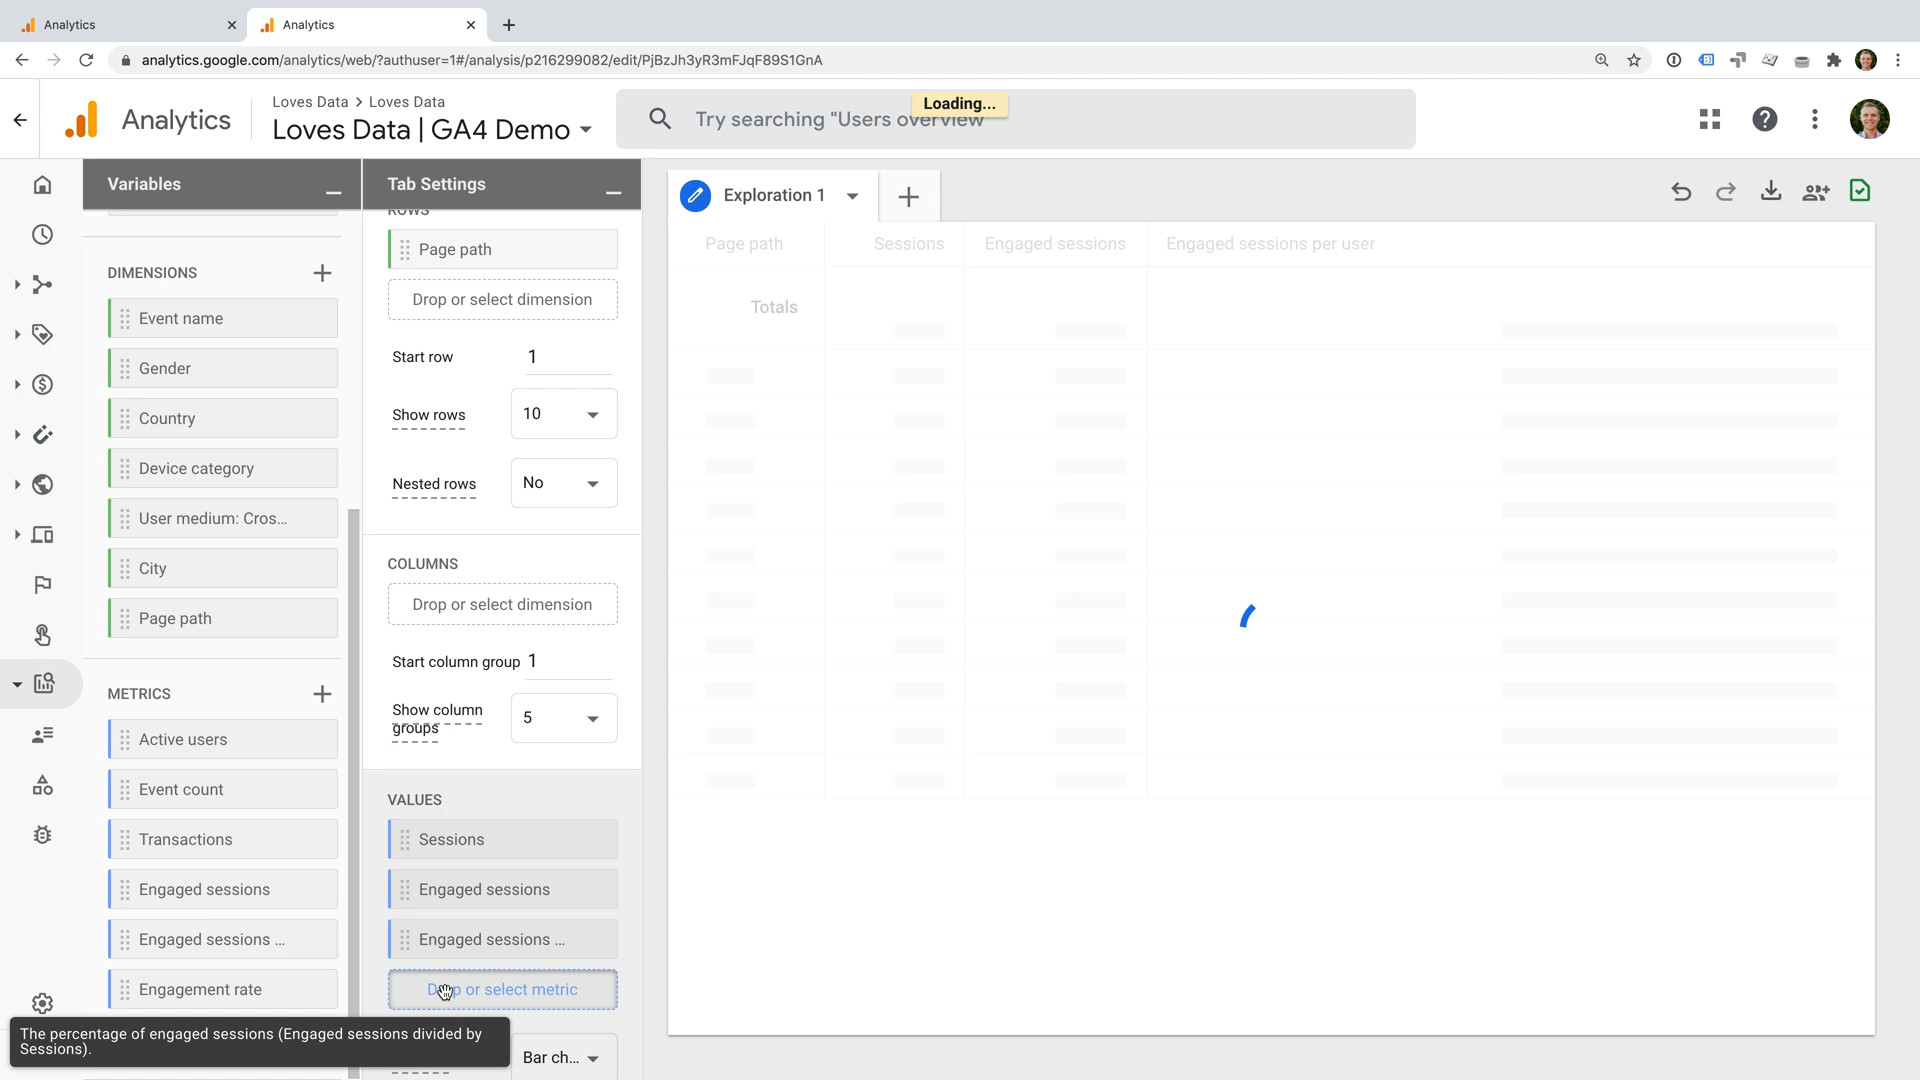 Analytics
Analytics
analytics.google.com/analytics/web/?authuser=1#/analysis/p216299082/edit/PjBzJh3yR3mFJqF89S1GnA
Analytics
Loves Data > Loves Data
Loves Data | GA4 Demo
Try searching "Users overview"
Loading...
Variables
DIMENSIONS
Event name
Gender
Country
Device category
User medium: Cros...
City
Page path
METRICS
Active users
Event count
Transactions
Engaged sessions
Engaged sessions ...
Engagement rate
The percentage of engaged sessions (Engaged sessions divided by
Sessions).
Tab Settings
ROWS
Page path
Drop or select dimension
Start row 1
Show rows 10
Nested rows No
COLUMNS
Drop or select dimension
Start column group 1
Show column
groups 5
VALUES
Sessions
Engaged sessions
Engaged sessions ...
Drop or select metric
Bar ch...
Exploration 1
Page path Sessions Engaged sessions Engaged sessions per user
Totals